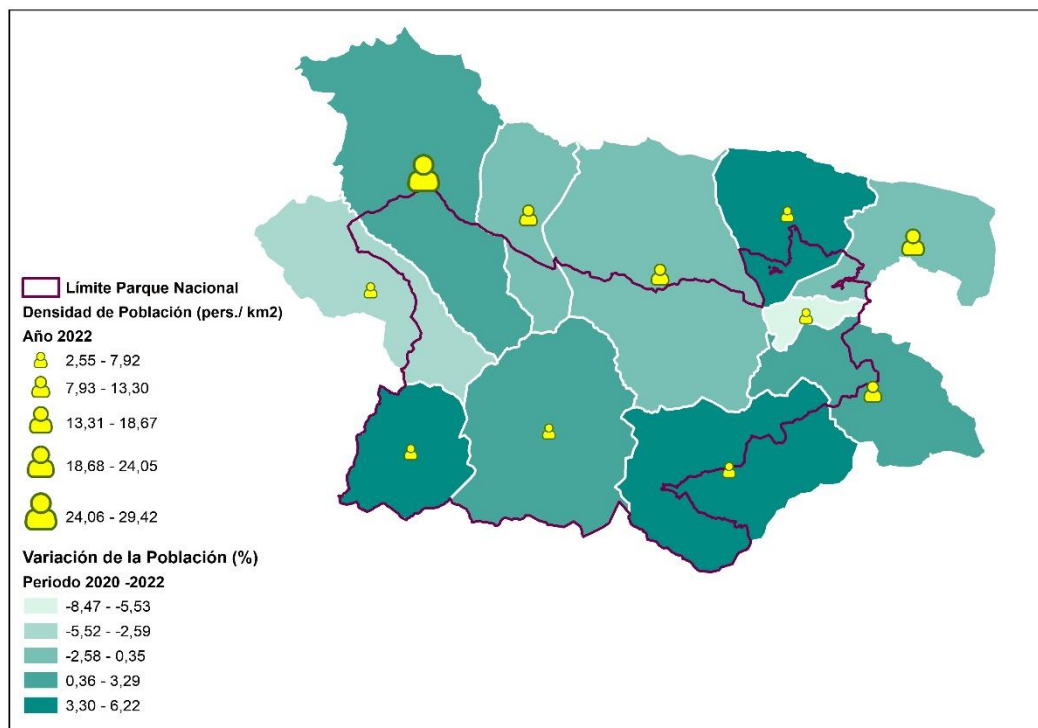 Límite Parque Nacional
Densidad de Población (pers./ km2)
Año 2022
2,55 - 7,92
7,93 - 13,30
13,31 - 18,67
18,68 - 24,05
24,06 - 29,42
Variación de la Población (%)
Periodo 2020 -2022
-8,47 - -5,53
-5,52 - -2,59
-2,58 - 0,35
0,36 - 3,29
3,30 - 6,22